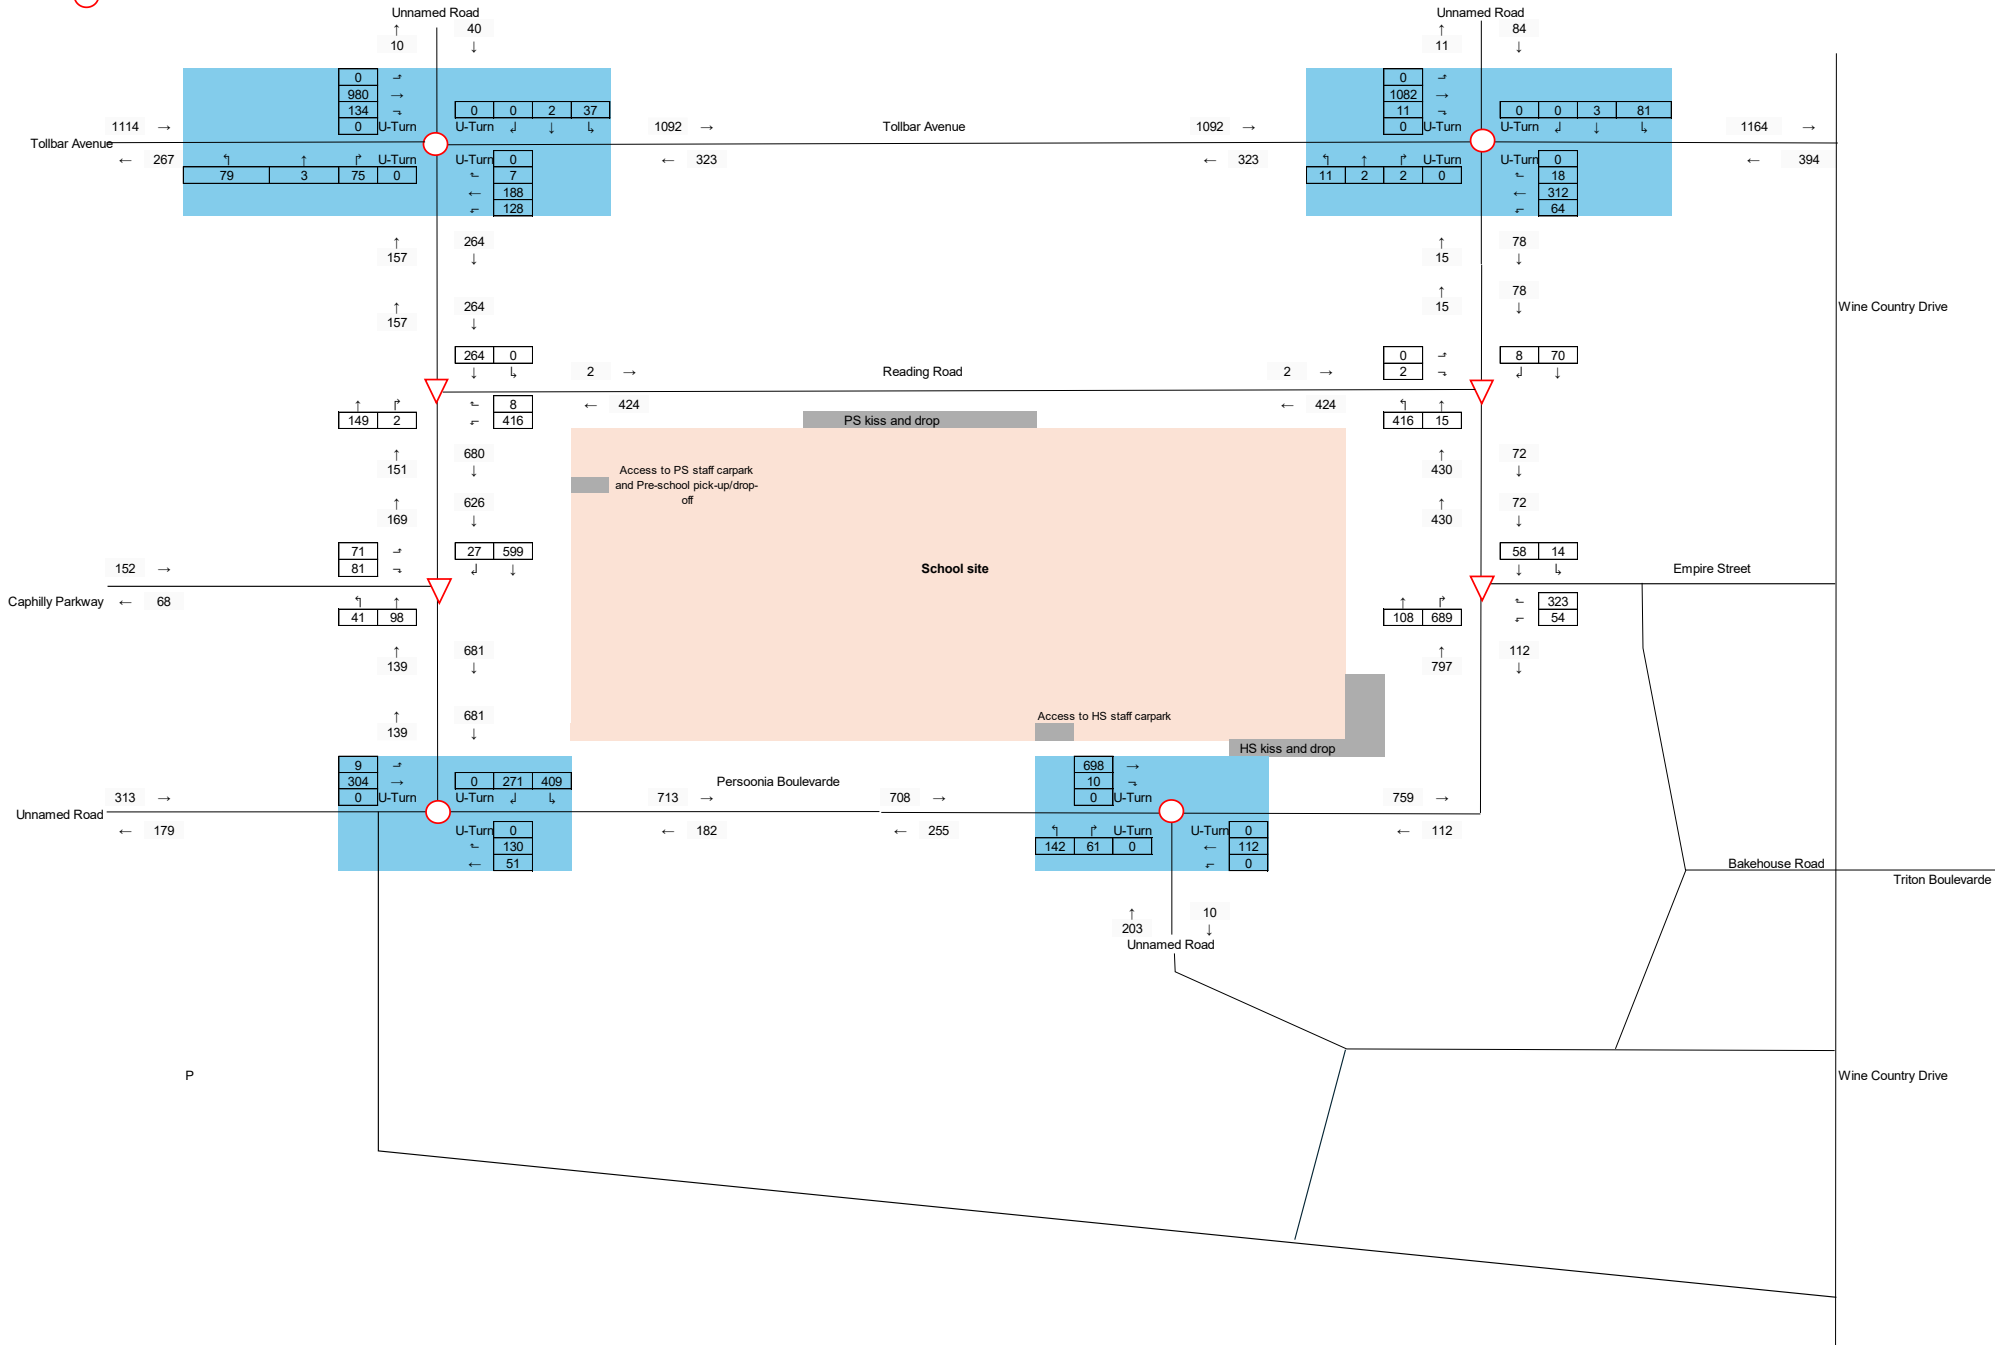 Unnamed Road Unnamed Road
↑ 40 ↑ 84
10 ↓ 11 ↓
0 ⬏ 0 ⬏
980 → 1082 →
134 ⬎ 0 0 2 37 11 ⬎ 0 0 3 81
1114 → 0 U-Turn U-Turn ↲ ↓ ↳ 1092 → Tollbar Avenue 1092 → 0 U-Turn U-Turn ↲ ↓ ↳ 1164 →
Tollbar Avenue
← 267 ↰ ↑ ↱ U-Turn U-Turn 0 ← 323 ← 323 ↰ ↑ ↱ U-Turn U-Turn 0 ← 394
79 3 75 0 ⬑ 7 11 2 2 0 ⬑ 18
← 188 ← 312
⬐ 128 ⬐ 64
↑ 264 ↑ 78
157 ↓ 15 ↓
↑ 78
15 ↓
↑ 264 Wine Country Drive
157 ↓
264 0 0 ⬏ 8 70
↓ ↳ 2 → Reading Road 2 → 2 ⬎ ↲ ↓
↑ ↱ ⬑ 8 ← 424 ← 424 ↰ ↑
149 2 ⬐ 416 PS kiss and drop 416 15
↑ 680 ↑ 72
151 ↓ 430 ↓
Access to PS staff carpark
and Pre-school pick-up/drop-
off
↑ 626 ↑ 72
169 ↓ 430 ↓
71 ⬏ 27 599 58 14
152 → 81 ⬎ ↲ ↓ School site ↓ ↳ Empire Street
Caphilly Parkway ← 68 ↰ ↑ ↑ ↱ ⬑ 323
41 98 108 689 ⬐ 54
↑ 681 ↑ 112
139 ↓ 797 ↓
↑ 681 Access to HS staff carpark
139 ↓
HS kiss and drop
9 ⬏ 698 →
304 → 0 271 409 Persoonia Boulevarde 10 ⬎
313 → 0 U-Turn U-Turn ↲ ↳ 713 → 708 → 0 U-Turn 759 →
Unnamed Road
← 179 U-Turn 0 ← 182 ← 255 ↰ ↱ U-Turn U-Turn 0 ← 112
⬑ 130 142 61 0 ← 112
← 51 ⬐ 0
Bakehouse Road
Triton Boulevarde
↑ 10
203 ↓
Unnamed Road
P Wine Country Drive